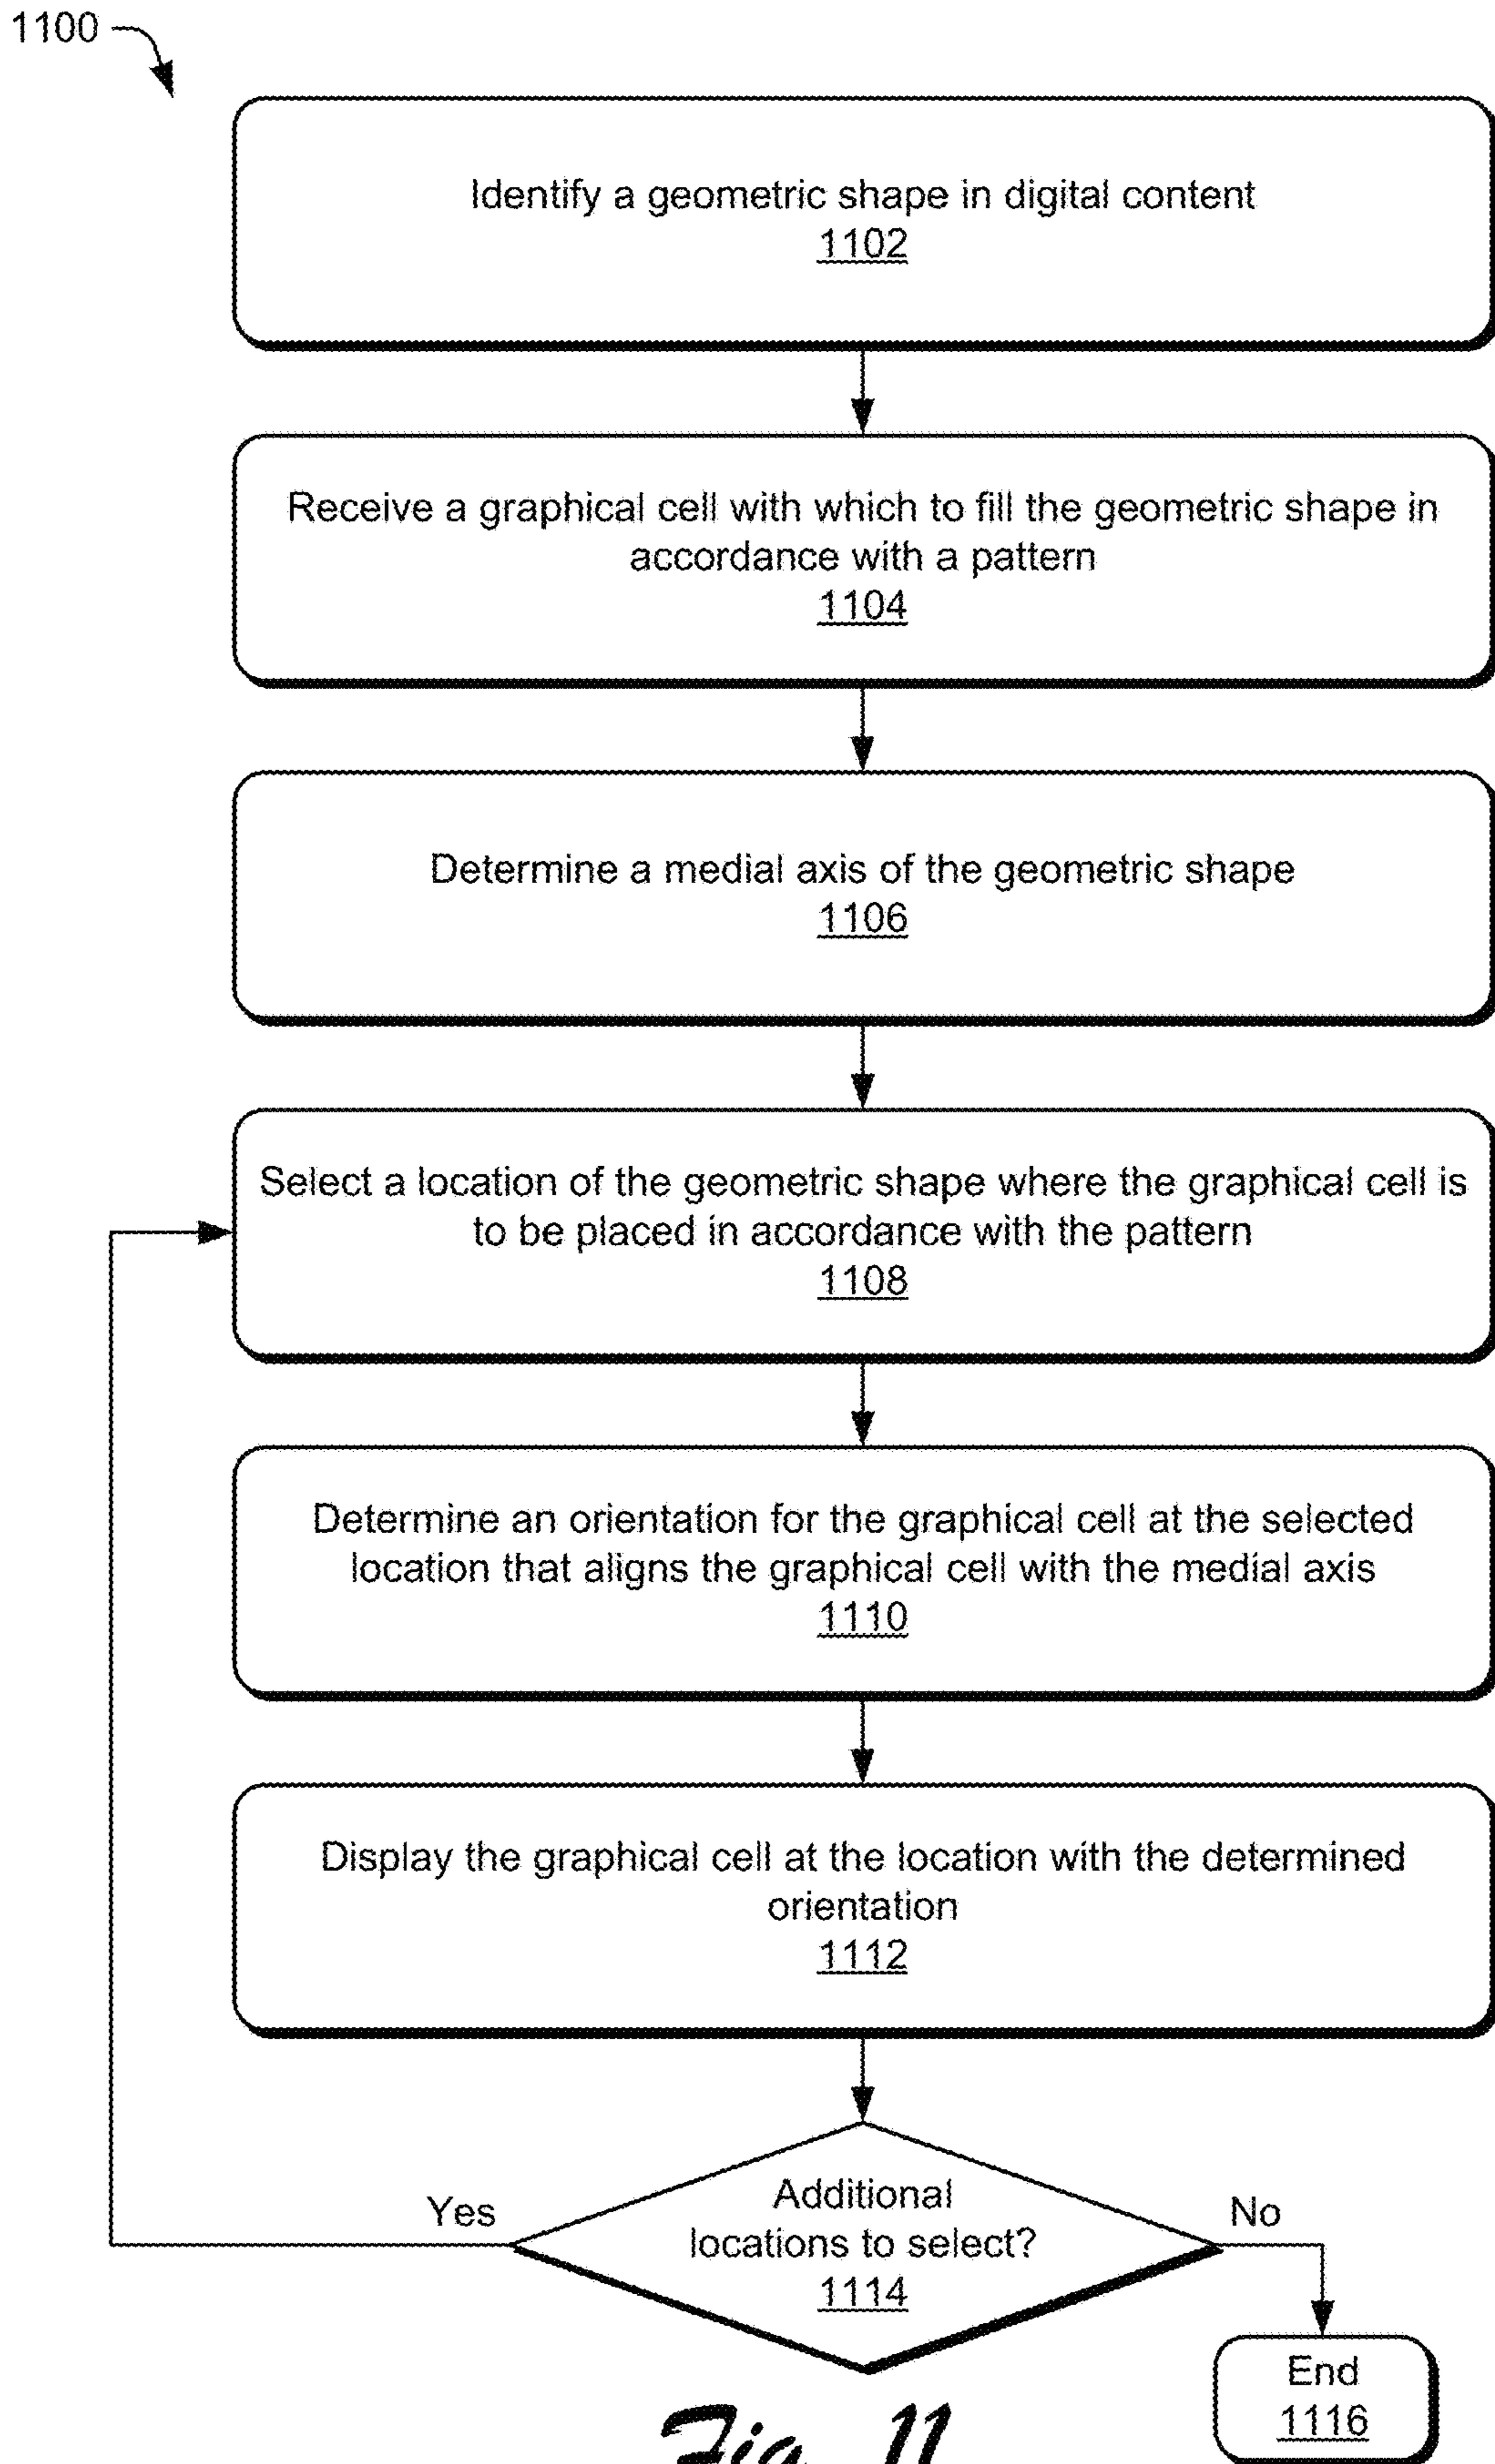 1100
Identify a geometric shape in digital content
1102
Receive a graphical cell with which to fill the geometric shape in
accordance with a pattern
1104
Determine a medial axis of the geometric shape
1106
Select a location of the geometric shape where the graphical cell is
to be placed in accordance with the pattern
1108
Determine an orientation for the graphical cell at the selected
location that aligns the graphical cell with the medial axis
1110
Display the graphical cell at the location with the determined
orientation
1112
Additional
locations to select?
1114
Yes
No
End
1116
Fig. 11